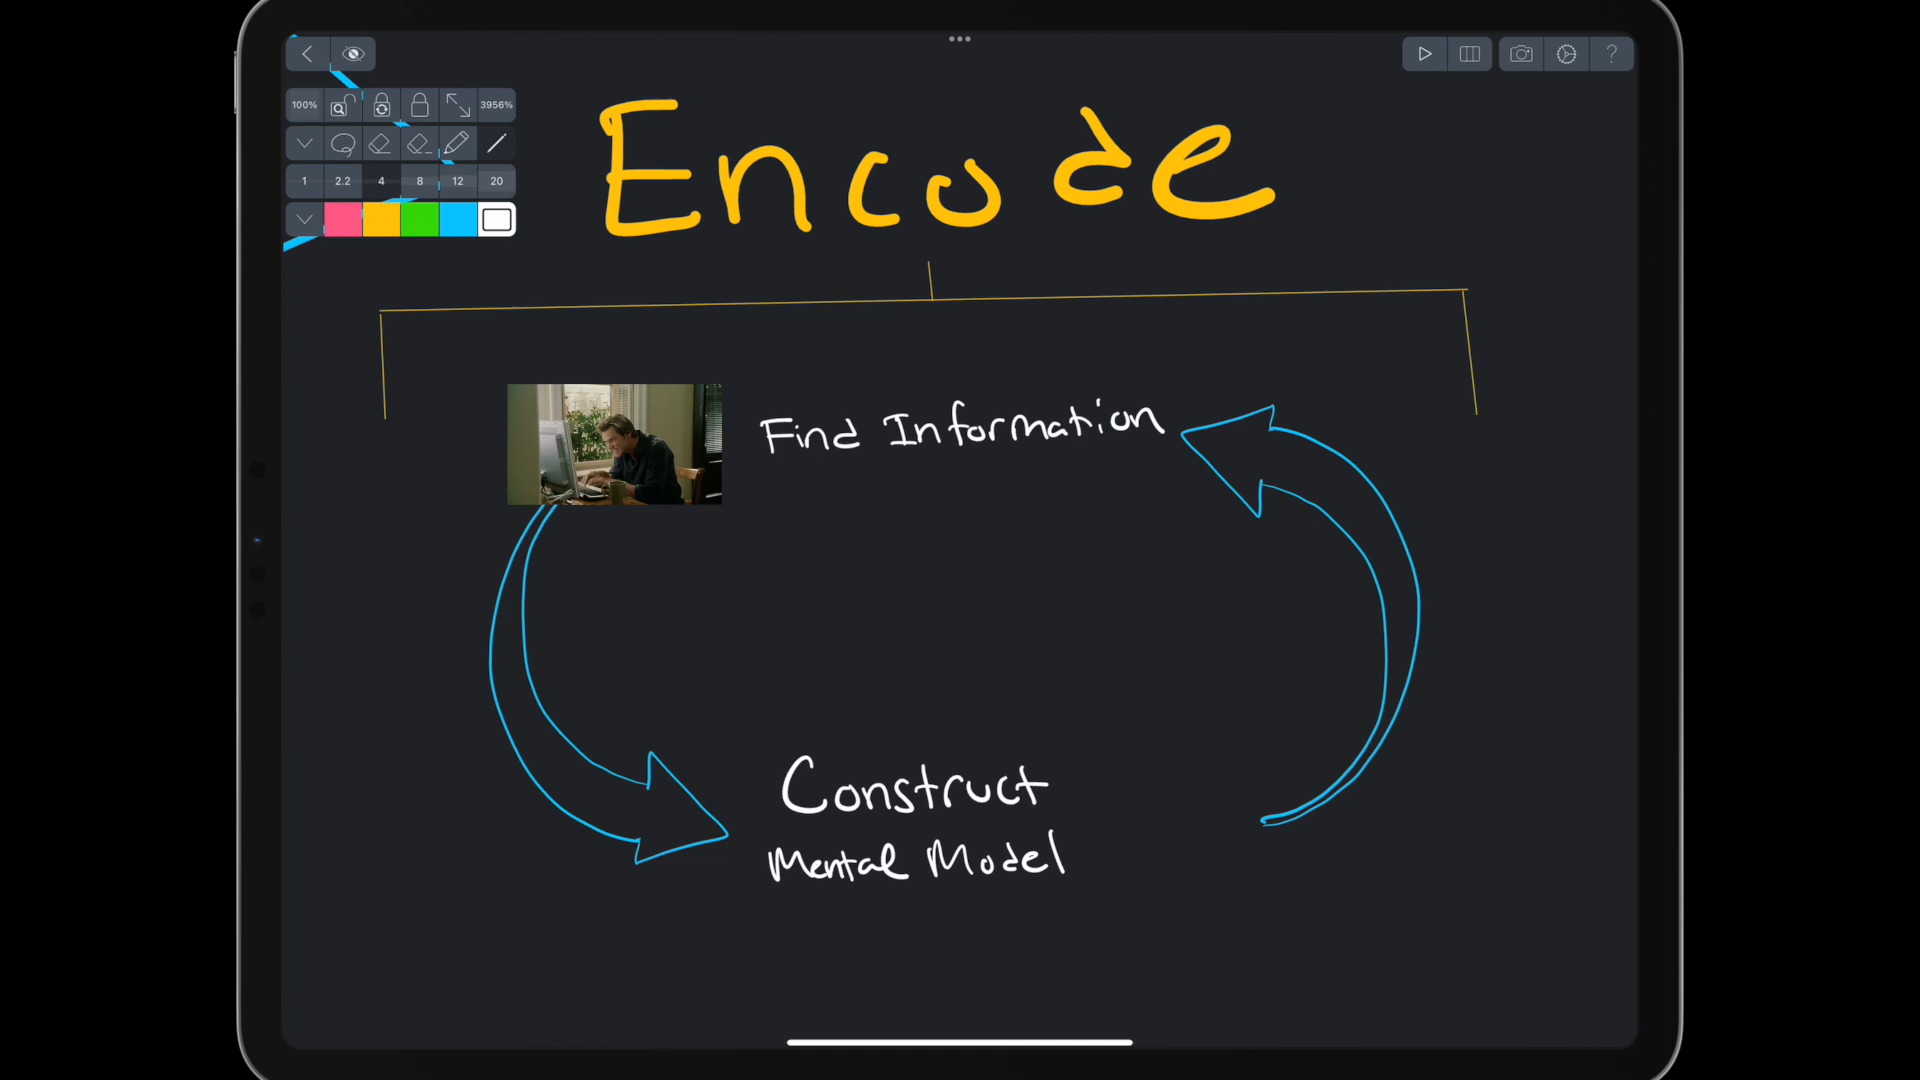 100%
3956%
1 2.2 4 8 12 20
?
Encode
Find Information
Construct
Mental Model